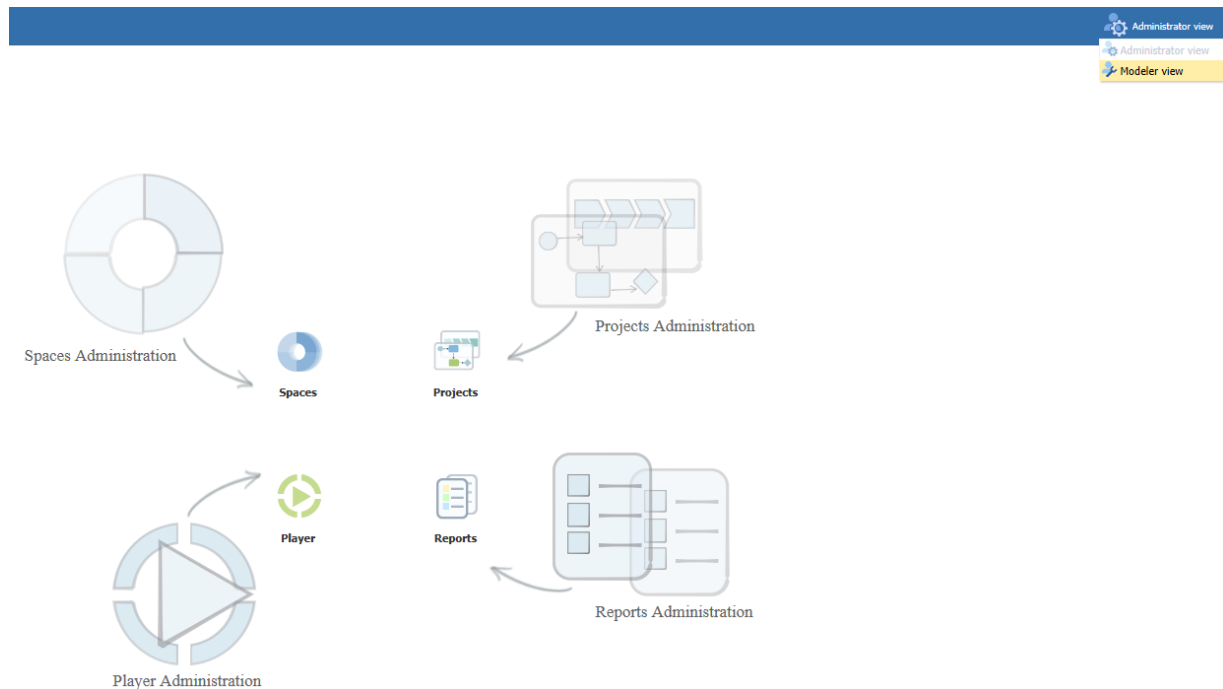 Administrator view
Administrator view
Modeler view
Projects Administration
Spaces Administration
Spaces
Projects
Player
Reports
Reports Administration
Player Administration